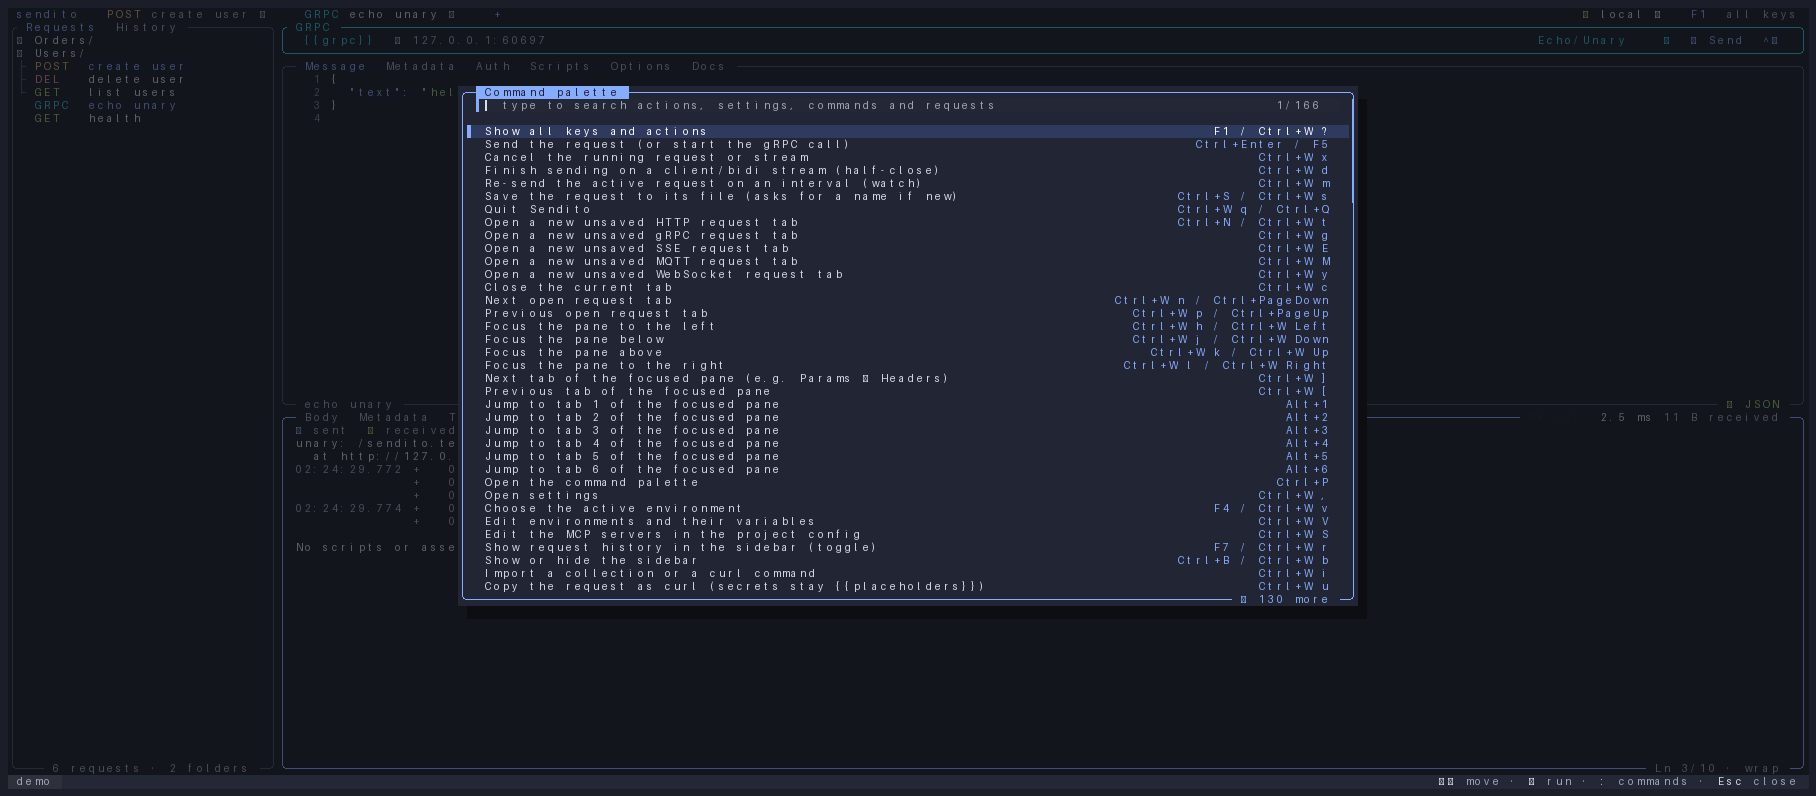 sendito POST create user GRPC echo unary + local F1 all keys
Requests History GRPC
Orders/ {{grpc}} 127.0.0.1:60697 Echo/Unary Send ^
Users/
POST create user Message Metadata Auth Scripts Options Docs
DEL delete user 1 {
GET list users 2 "text": "hel
GRPC echo unary 3 }
GET health 4
Command palette
type to search actions, settings, commands and requests 1/166
Show all keys and actions F1 / Ctrl+W ?
Send the request (or start the gRPC call) Ctrl+Enter / F5
Cancel the running request or stream Ctrl+W x
Finish sending on a client/bidi stream (half-close) Ctrl+W d
Re-send the active request on an interval (watch) Ctrl+W m
Save the request to its file (asks for a name if new) Ctrl+S / Ctrl+W s
Quit Sendito Ctrl+W q / Ctrl+Q
Open a new unsaved HTTP request tab Ctrl+N / Ctrl+W t
Open a new unsaved gRPC request tab Ctrl+W g
Open a new unsaved SSE request tab Ctrl+W E
Open a new unsaved MQTT request tab Ctrl+W M
Open a new unsaved WebSocket request tab Ctrl+W y
Close the current tab Ctrl+W c
Next open request tab Ctrl+W n / Ctrl+PageDown
Previous open request tab Ctrl+W p / Ctrl+PageUp
Focus the pane to the left Ctrl+W h / Ctrl+W Left
Focus the pane below Ctrl+W j / Ctrl+W Down
Focus the pane above Ctrl+W k / Ctrl+W Up
Focus the pane to the right Ctrl+W l / Ctrl+W Right
Next tab of the focused pane (e.g. Params Headers) Ctrl+W ]
Previous tab of the focused pane Ctrl+W [
Jump to tab 1 of the focused pane Alt+1
Jump to tab 2 of the focused pane Alt+2
Jump to tab 3 of the focused pane Alt+3
Jump to tab 4 of the focused pane Alt+4
Jump to tab 5 of the focused pane Alt+5
Jump to tab 6 of the focused pane Alt+6
Open the command palette Ctrl+P
Open settings Ctrl+W ,
Choose the active environment F4 / Ctrl+W v
Edit environments and their variables Ctrl+W V
Edit the MCP servers in the project config Ctrl+W S
Show request history in the sidebar (toggle) F7 / Ctrl+W r
Show or hide the sidebar Ctrl+B / Ctrl+W b
Import a collection or a curl command Ctrl+W i
Copy the request as curl (secrets stay {{placeholders}}) Ctrl+W u
130 more
echo unary JSON
Body Metadata T 2.5 ms 11 B received
sent received
unary: /sendito.te
at http://127.0.
02:24:29.772 + 0
+ 0
+ 0
02:24:29.774 + 0
+ 0
No scripts or asse
6 requests · 2 folders Ln 3/10 · wrap
demo move · run · : commands · Esc close